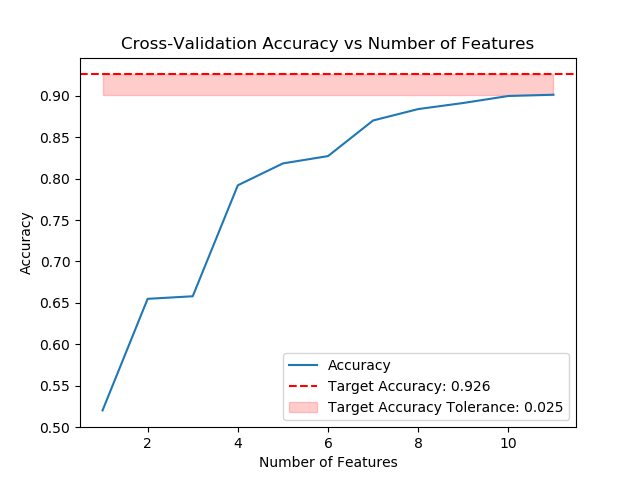 Cross-Validation Accuracy vs Number of Features
Accuracy
0.90
0.85
0.80
0.75
0.70
0.65
0.60
0.55
0.50
Accuracy
Target Accuracy: 0.926
Target Accuracy Tolerance: 0.025
2 4 6 8 10
Number of Features